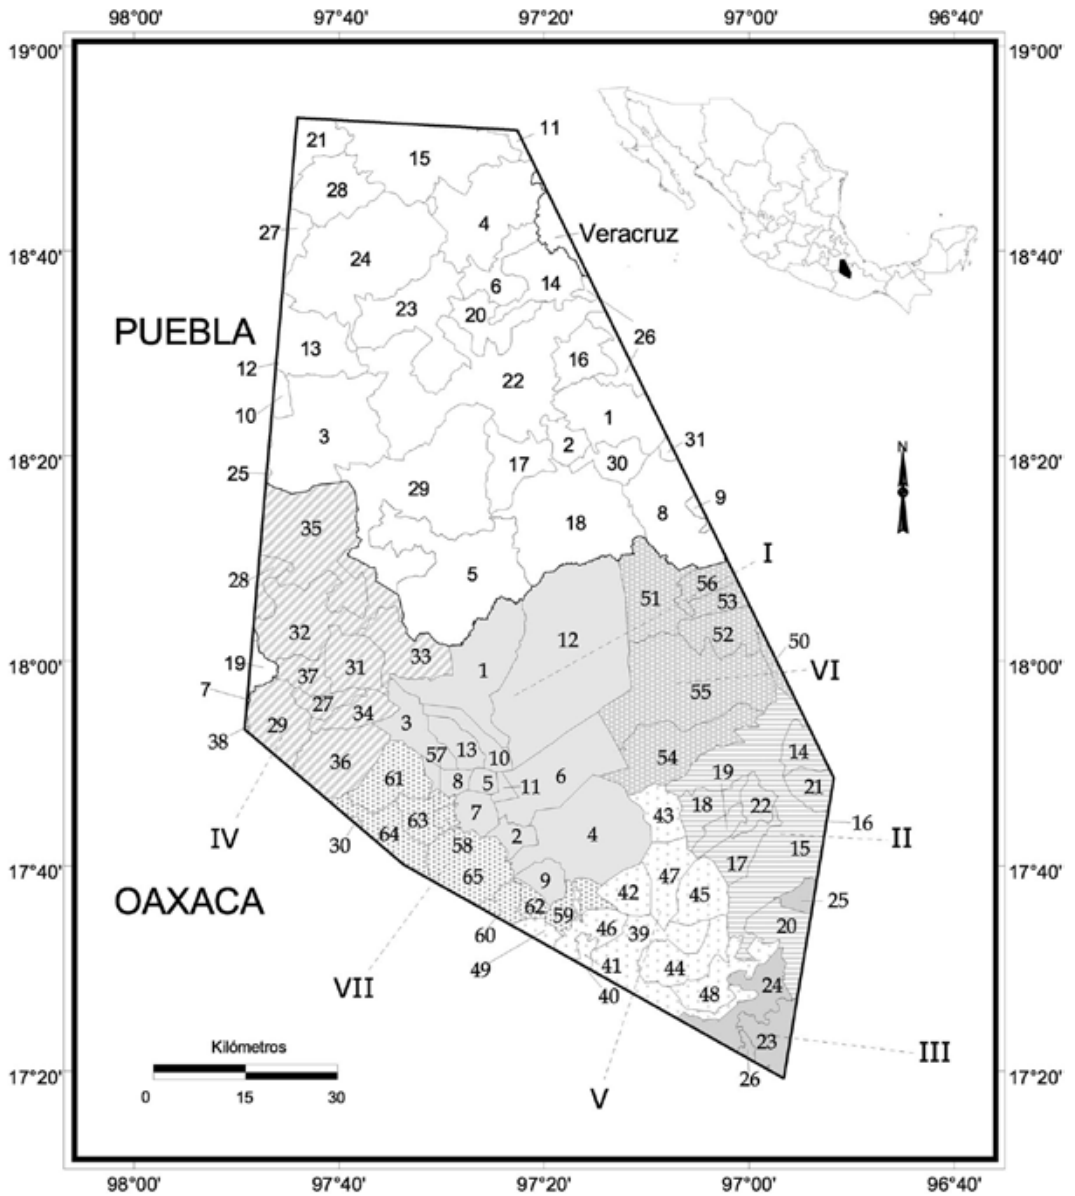 98°00' 97°40' 97°20' 97°00' 96°40'
19°00' 19°00'
11
21
15
28
4
27
Veracruz
18°40' 24 18°40'
6 14
23
20
PUEBLA 26
13 16
12
22
10 1
3 2 31
18°20' 25 17 30 18°20'
N
29
9
8
18
35
I
5
28 56
51 53
32 12 52 50
18°00' 19 33 18°00'
37 31 1 VI
7 27 55
34
29 3
38 57 13 10 54 14
36 19
61 8 5 11 6 21
7 18 22
43 16
IV 63 2 4 II
30 64 58 15
17°40' 17 17°40'
65 9 47
42 45 25
OAXACA 62 59
60 46 39 20
49
VII 41 44
40 48 24
Kilómetros
23 III
17°20' 26 17°20'
0 15 30
V
98°00' 97°40' 97°20' 97°00' 96°40'